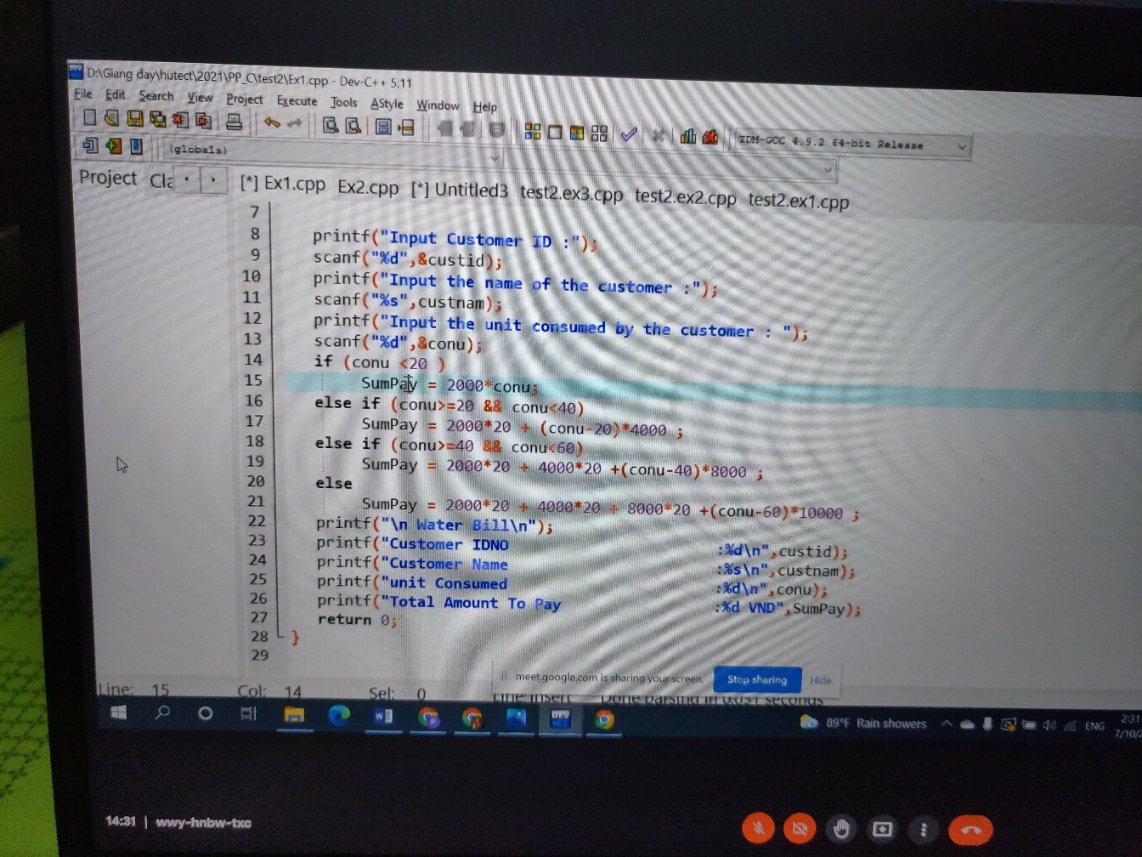 D:\Giang day\hutect\2021\PP_C\test2\Ex1.cpp - Dev-C++ 5.11
File Edit Search View Project Execute Tools AStyle Window Help
TDM-GCC 4.9.2 64-bit Release
(globals)
Project Cla [*] Ex1.cpp Ex2.cpp [*] Untitled3 test2.ex3.cpp test2.ex2.cpp test2.ex1.cpp
7
8 printf("Input Customer ID :");
9 scanf("%d",&custid);
10 printf("Input the name of the customer :");
11 scanf("%s",custnam);
12 printf("Input the unit consumed by the customer : ");
13 scanf("%d",&conu);
14 if (conu <20 )
15 SumPay = 2000*conu;
16 else if (conu>=20 && conu<40)
17 SumPay = 2000*20 + (conu-20)*4000 ;
18 else if (conu>=40 && conu<60)
19 SumPay = 2000*20 + 4000*20 +(conu-40)*8000 ;
20 else
21 SumPay = 2000*20 + 4000*20 + 8000*20 +(conu-60)*10000 ;
22 printf("\n Water Bill\n");
23 printf("Customer IDNO :%d\n",custid);
24 printf("Customer Name :%s\n",custnam);
25 printf("unit Consumed :%d\n",conu);
26 printf("Total Amount To Pay :%d VND",SumPay);
27 return 0;
28 }
29
meet.google.com is sharing your screen. Stop sharing Hide
Line: 15 Col: 14 Sel: 0 Line Insert Done parsing in 0.031 seconds
DEV 89°F Rain showers ENG 2:31
7/10/
14:31 | wwy-hnbw-txc